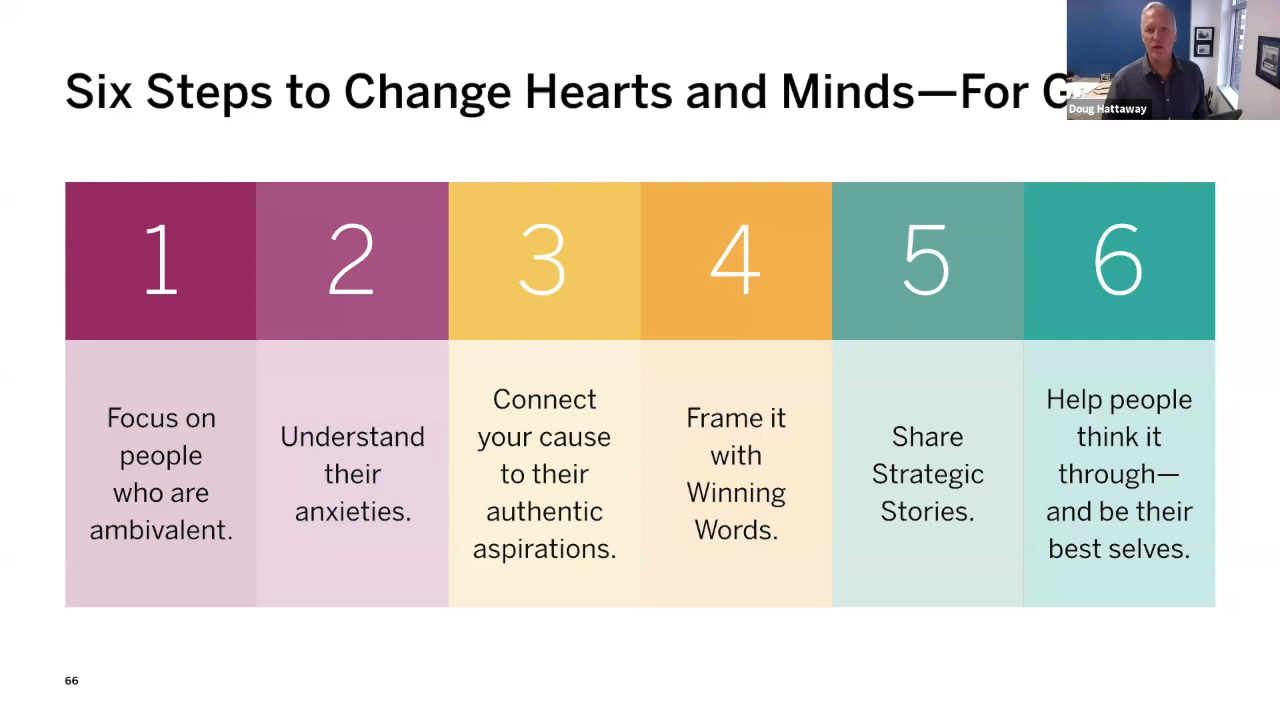 Six Steps to Change Hearts and Minds—For G
Doug Hattaway
1
2
3
4
5
6
Focus on
people
who are
ambivalent.
Understand
their
anxieties.
Connect
your cause
to their
authentic
aspirations.
Frame it
with
Winning
Words.
Share
Strategic
Stories.
Help people
think it
through—
and be their
best selves.
66